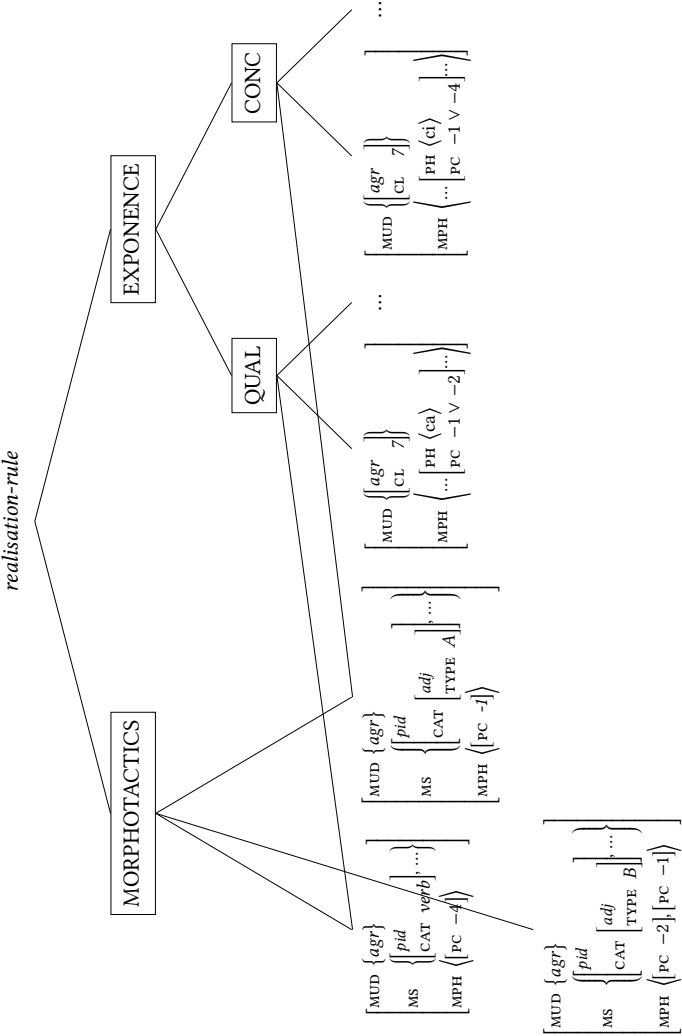 realisation-rule
MORPHOTACTICS
EXPONENCE
QUAL
CONC
[MUD {agr}
MS {[pid
CAT verb], ...}
MPH ⟨[PC −4]⟩]
[MUD {agr}
MS {[pid
CAT [adj
TYPE A]], ...}
MPH ⟨[PC -1]⟩]
[MUD {[agr
CL 7]}
MPH ⟨... [PH ⟨ca⟩
PC −1 ∨ −2] ...⟩]
...
[MUD {[agr
CL 7]}
MPH ⟨... [PH ⟨ci⟩
PC −1 ∨ −4] ...⟩]
...
[MUD {agr}
MS {[pid
CAT [adj
TYPE B]], ...}
MPH ⟨[PC −2], [PC −1]⟩]